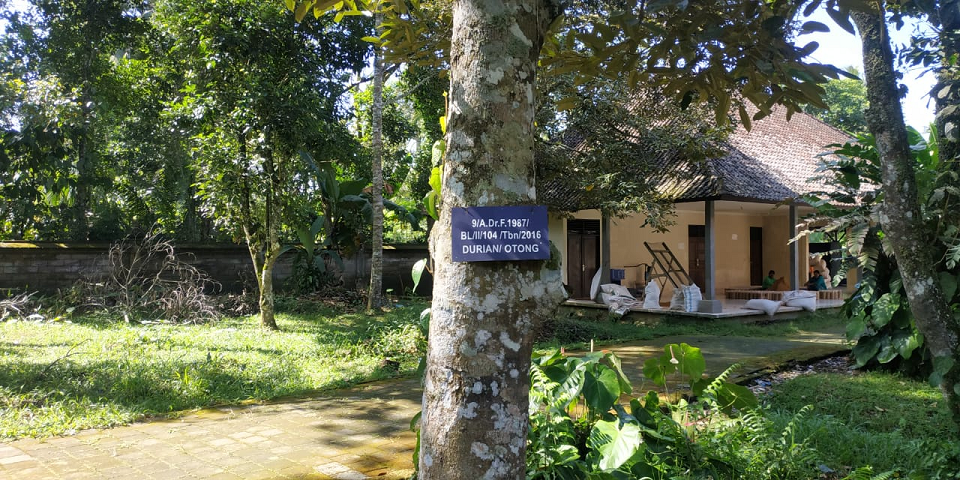 9/A.Dr.F.1987/
BL/II/104 /Tbn/2016
DURIAN/ OTONG